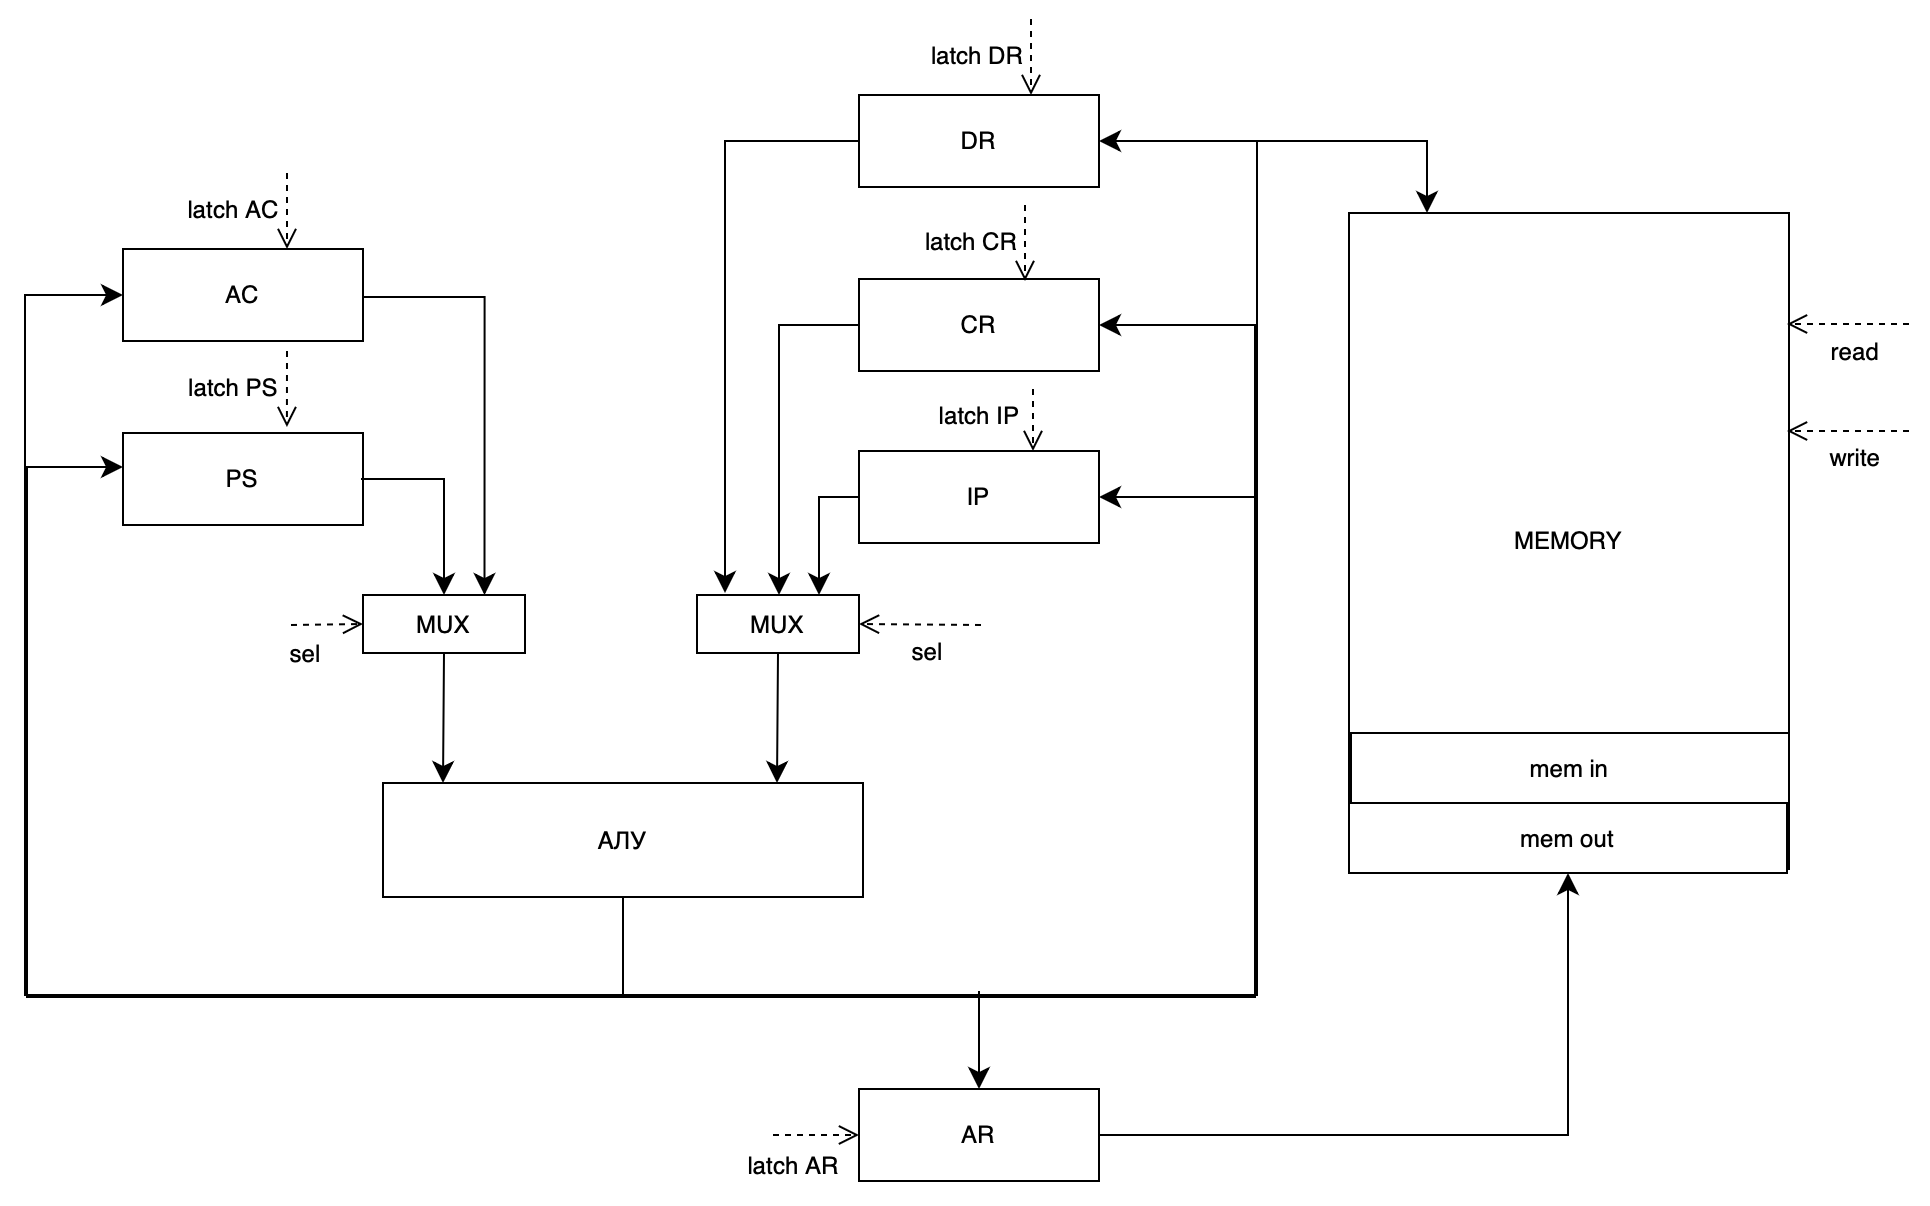 latch DR
DR
latch AC
AC
latch CR
CR
latch PS
PS
latch IP
IP
read
write
MEMORY
MUX
MUX
sel
sel
mem in
mem out
АЛУ
AR
latch AR